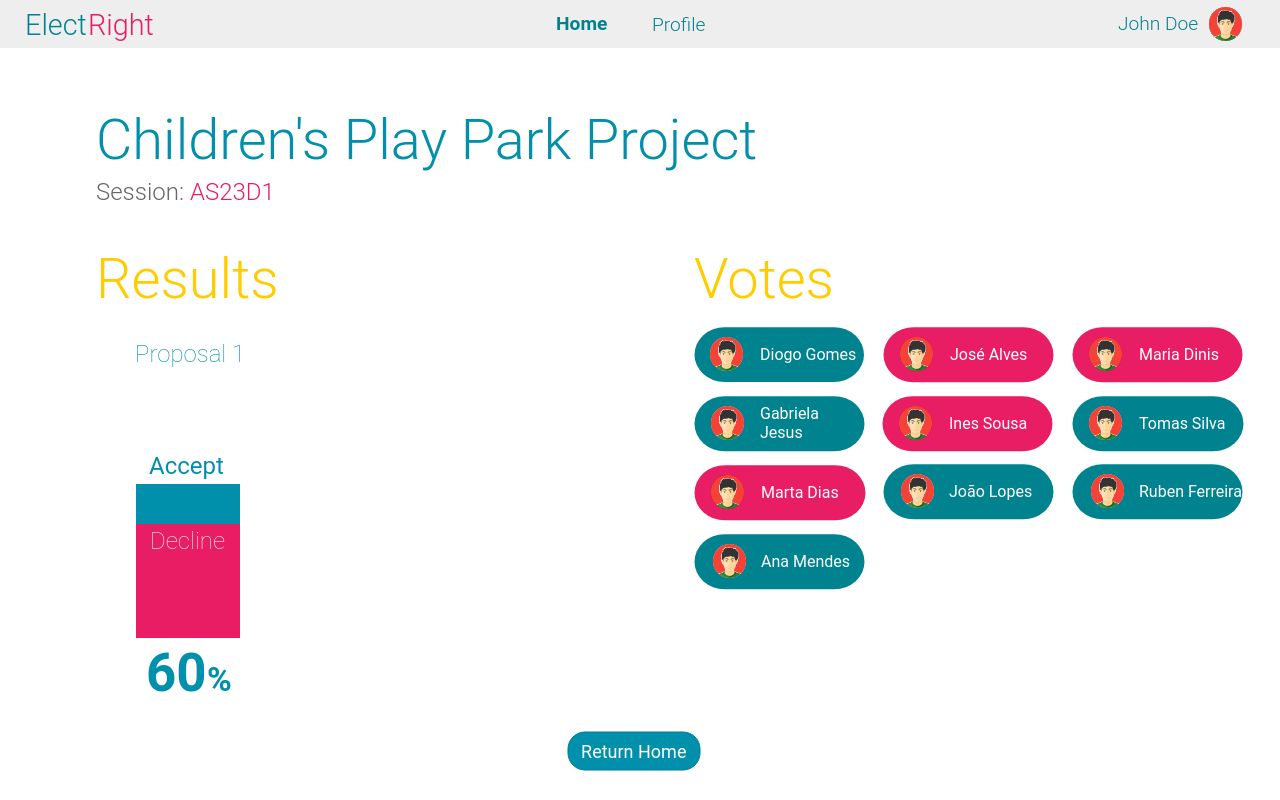 ElectRight
Home
Profile
John Doe
Children's Play Park Project
Session: AS23D1
Results
Proposal 1
Accept
Decline
60%
Votes
Diogo Gomes
José Alves
Maria Dinis
Gabriela
Jesus
Ines Sousa
Tomas Silva
Marta Dias
João Lopes
Ruben Ferreira
Ana Mendes
Return Home